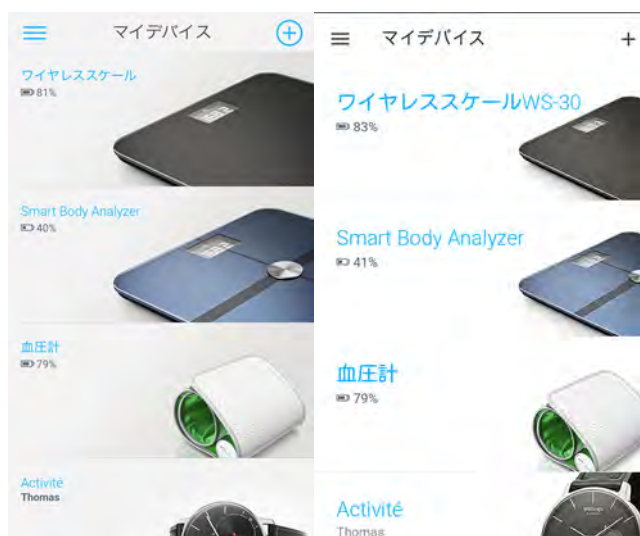 マイデバイス
ワイヤレススケール
81%
Smart Body Analyzer
40%
血圧計
79%
Activité
Thomas
マイデバイス
ワイヤレススケールWS-30
83%
Smart Body Analyzer
41%
血圧計
79%
Activité
Thomas